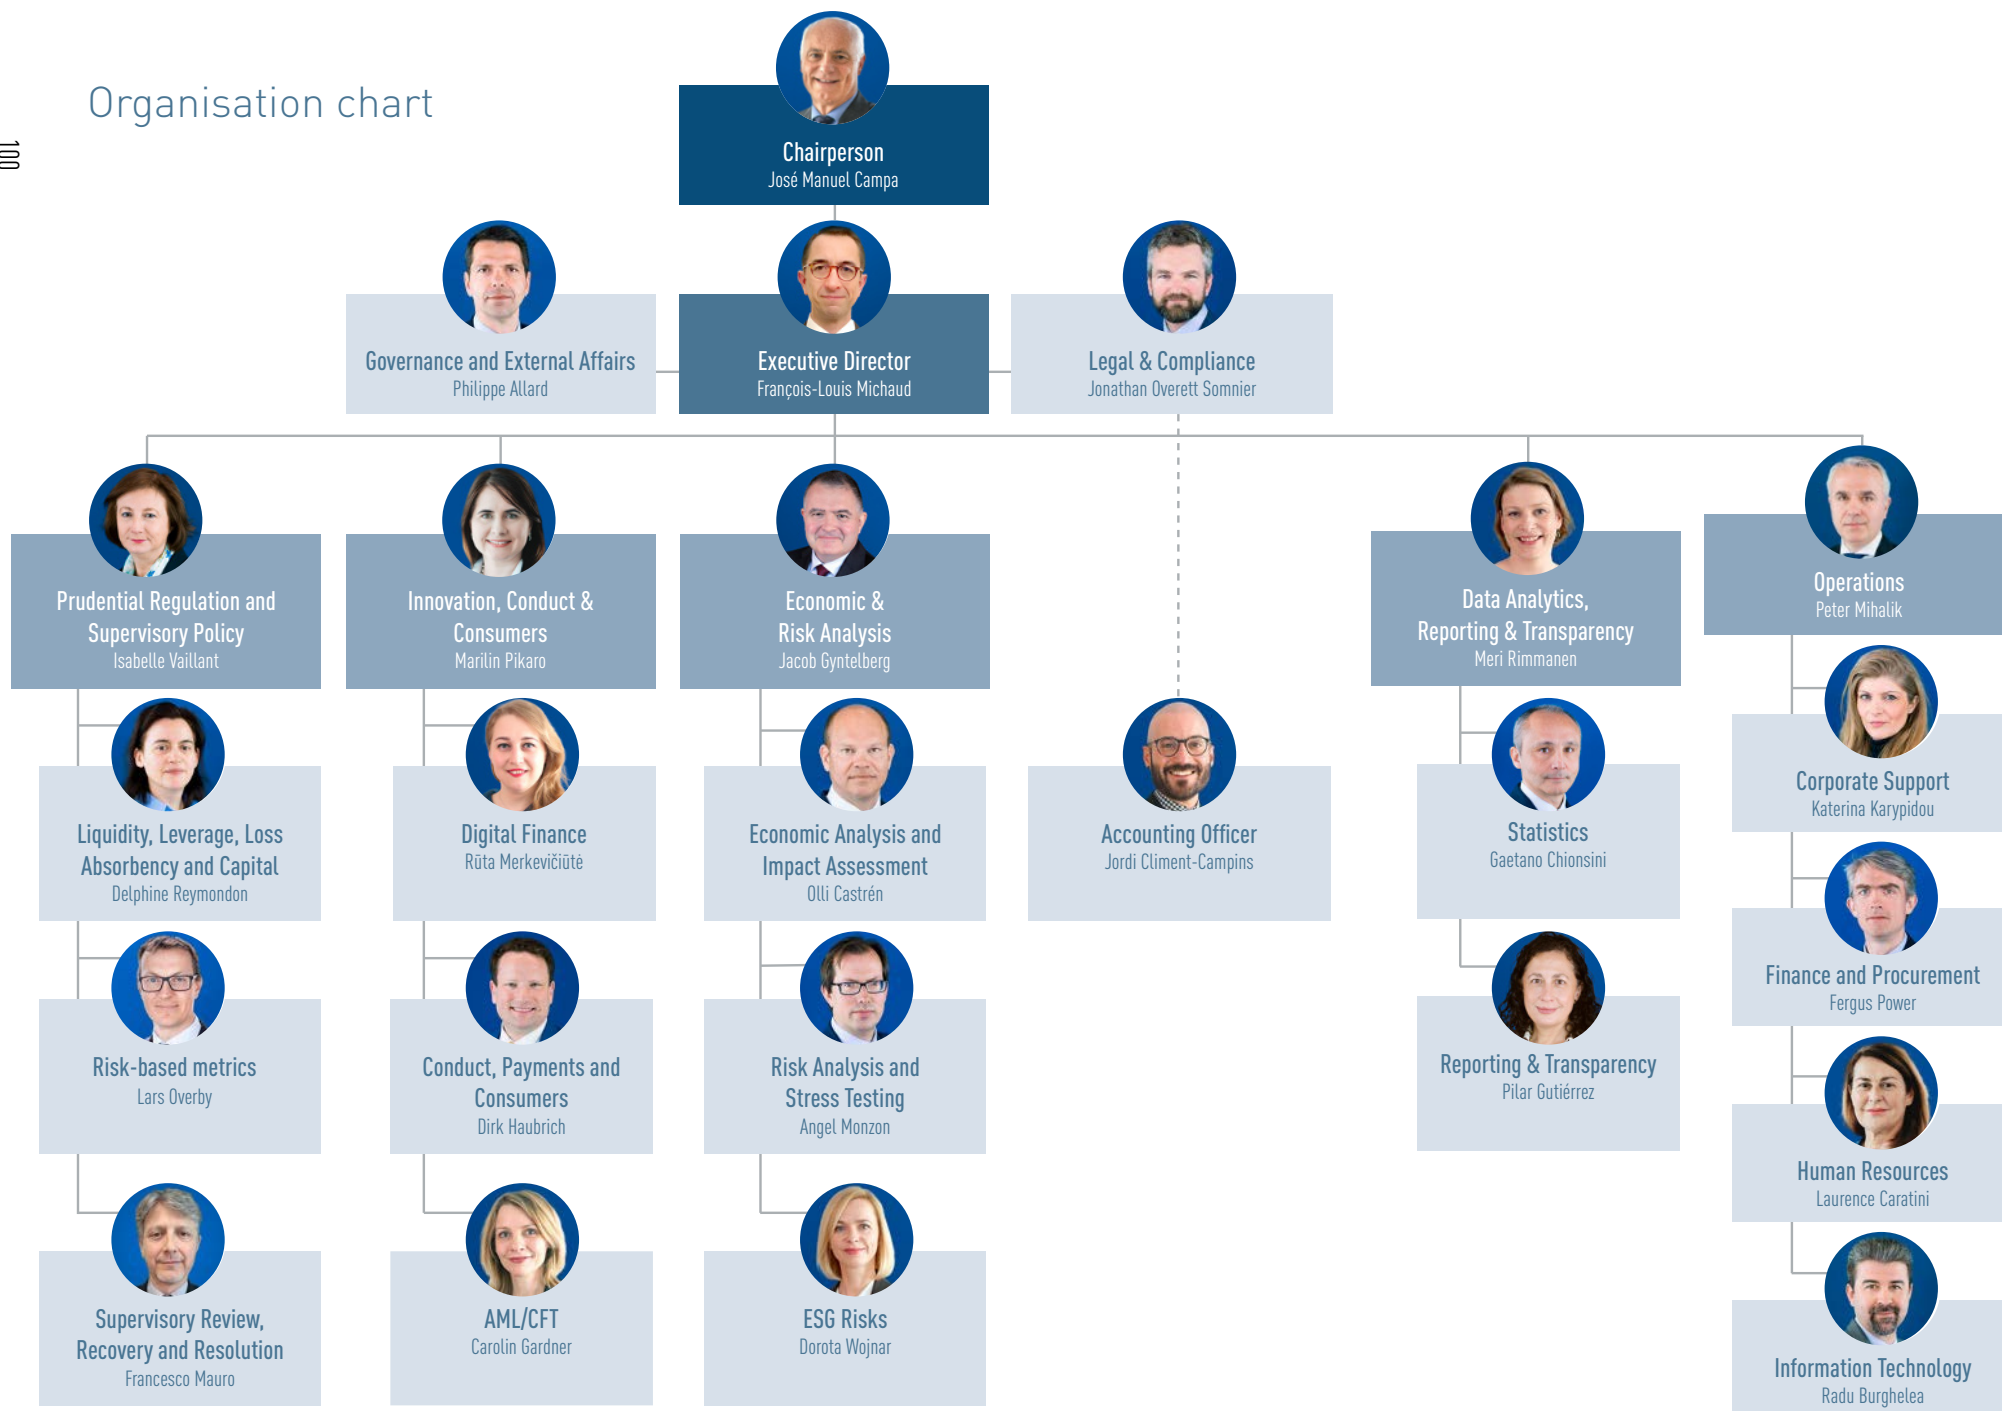 Organisation chart
100
Chairperson
José Manuel Campa
Governance and External Affairs
Philippe Allard
Executive Director
François-Louis Michaud
Legal & Compliance
Jonathan Overett Somnier
Prudential Regulation and
Supervisory Policy
Isabelle Vaillant
Innovation, Conduct &
Consumers
Marilin Pikaro
Economic &
Risk Analysis
Jacob Gyntelberg
Data Analytics,
Reporting & Transparency
Meri Rimmanen
Operations
Peter Mihalik
Liquidity, Leverage, Loss
Absorbency and Capital
Delphine Reymondon
Digital Finance
Rūta Merkevičiūtė
Economic Analysis and
Impact Assessment
Olli Castrén
Accounting Officer
Jordi Climent-Campins
Statistics
Gaetano Chionsini
Corporate Support
Katerina Karypidou
Finance and Procurement
Fergus Power
Risk-based metrics
Lars Overby
Conduct, Payments and
Consumers
Dirk Haubrich
Risk Analysis and
Stress Testing
Angel Monzon
Reporting & Transparency
Pilar Gutiérrez
Human Resources
Laurence Caratini
Supervisory Review,
Recovery and Resolution
Francesco Mauro
AML/CFT
Carolin Gardner
ESG Risks
Dorota Wojnar
Information Technology
Radu Burghelea